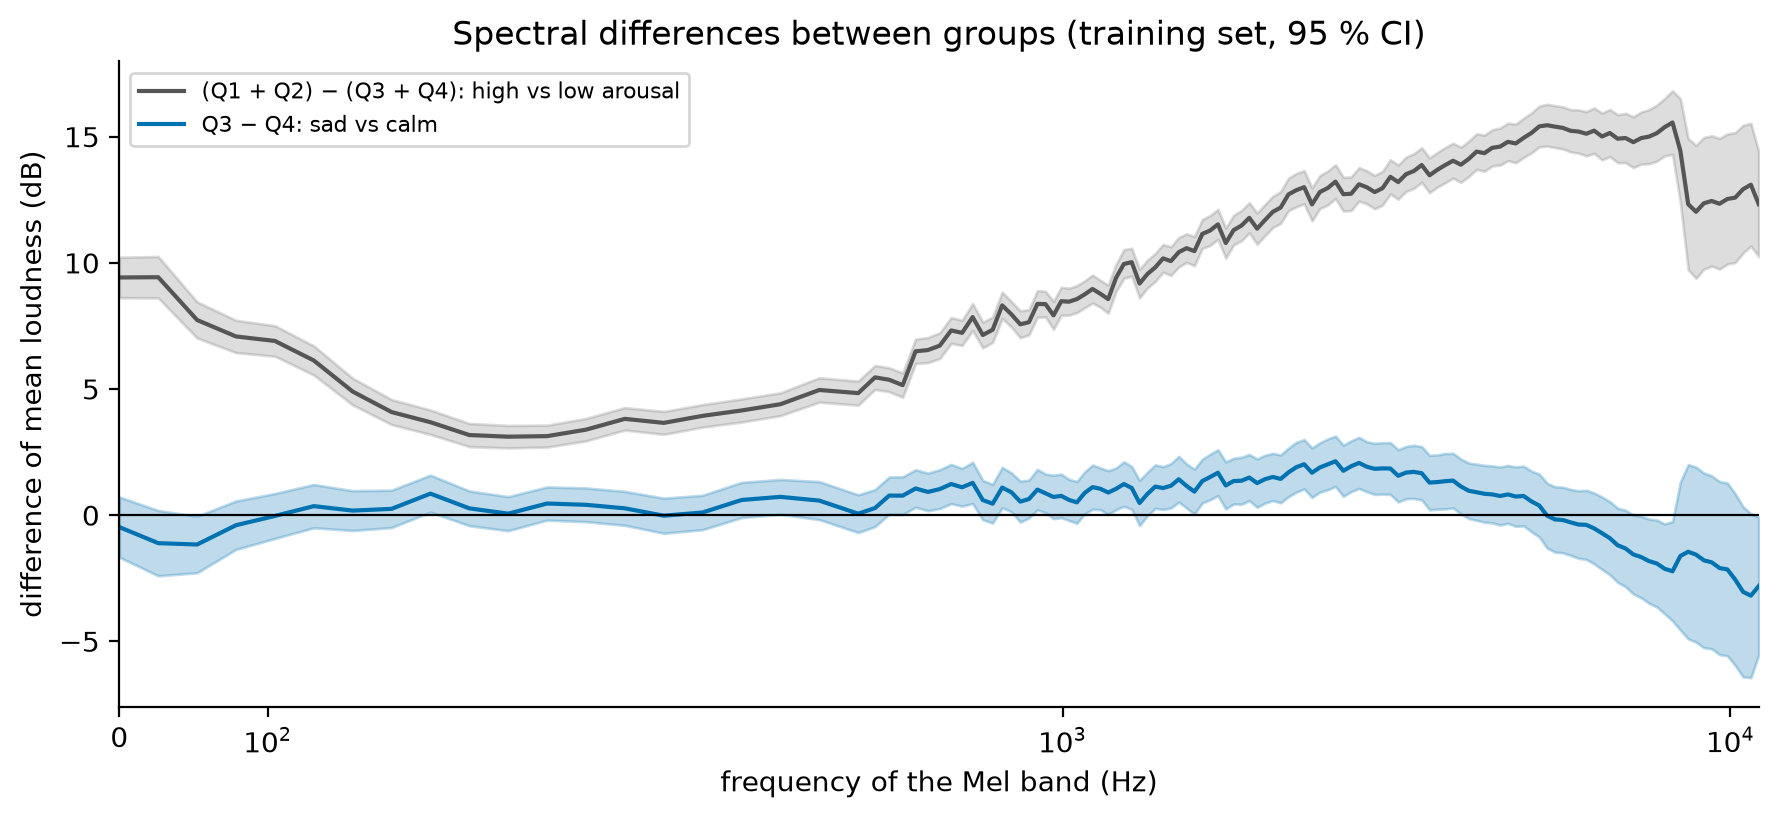 Spectral differences between groups (training set, 95 % CI)
(Q1 + Q2) − (Q3 + Q4): high vs low arousal
Q3 − Q4: sad vs calm
difference of mean loudness (dB)
15
10
5
0
−5
0
10²
10³
10⁴
frequency of the Mel band (Hz)